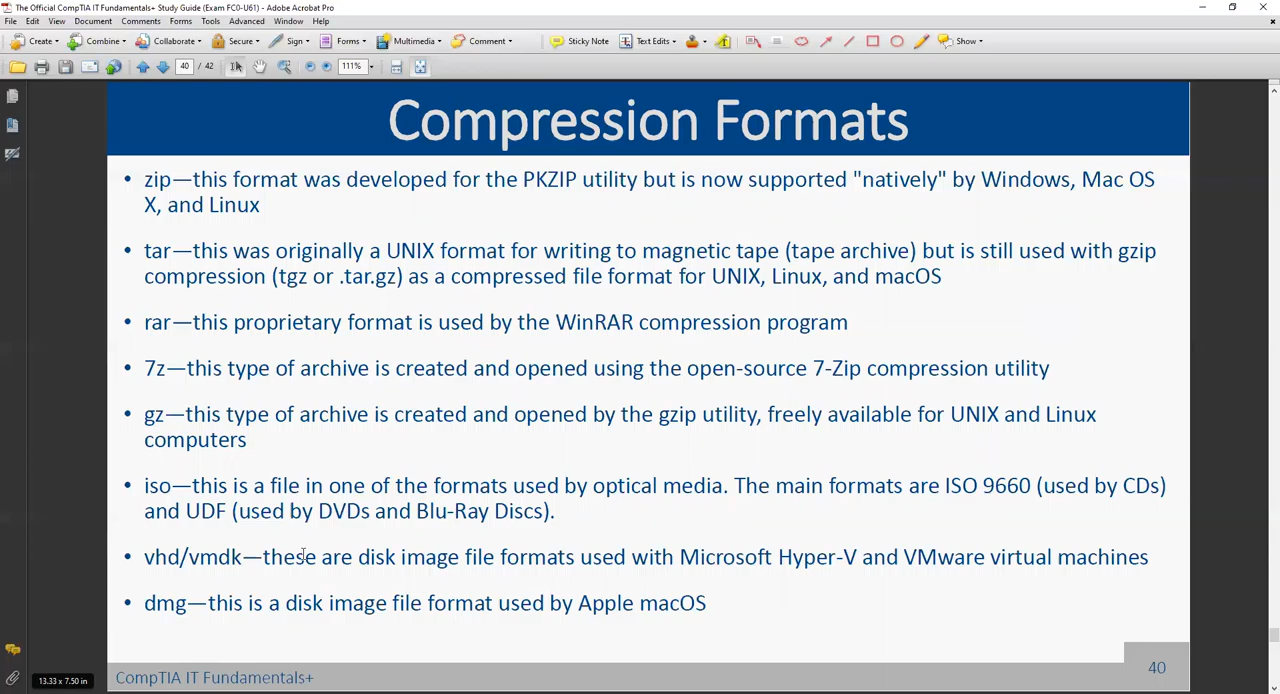 The Official CompTIA IT Fundamentals+ Study Guide (Exam FC0-U61) - Adobe Acrobat Pro
File Edit View Document Comments Forms Tools Advanced Window Help
Create Combine Collaborate Secure Sign Forms Multimedia Comment Sticky Note Text Edits Show
40 / 42 111%
Compression Formats
• zip—this format was developed for the PKZIP utility but is now supported "natively" by Windows, Mac OS
X, and Linux
• tar—this was originally a UNIX format for writing to magnetic tape (tape archive) but is still used with gzip
compression (tgz or .tar.gz) as a compressed file format for UNIX, Linux, and macOS
• rar—this proprietary format is used by the WinRAR compression program
• 7z—this type of archive is created and opened using the open-source 7-Zip compression utility
• gz—this type of archive is created and opened by the gzip utility, freely available for UNIX and Linux
computers
• iso—this is a file in one of the formats used by optical media. The main formats are ISO 9660 (used by CDs)
and UDF (used by DVDs and Blu-Ray Discs).
• vhd/vmdk—these are disk image file formats used with Microsoft Hyper-V and VMware virtual machines
• dmg—this is a disk image file format used by Apple macOS
CompTIA IT Fundamentals+ 40
13.33 x 7.50 in